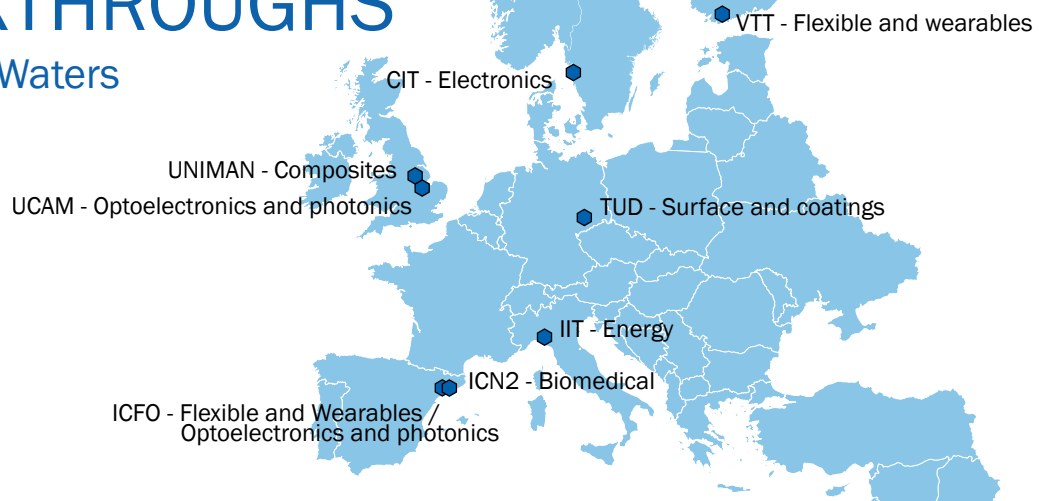 KTHROUGHS
Waters
VTT - Flexible and wearables
CIT - Electronics
UNIMAN - Composites
UCAM - Optoelectronics and photonics
TUD - Surface and coatings
IIT - Energy
ICN2 - Biomedical
ICFO - Flexible and Wearables /
Optoelectronics and photonics